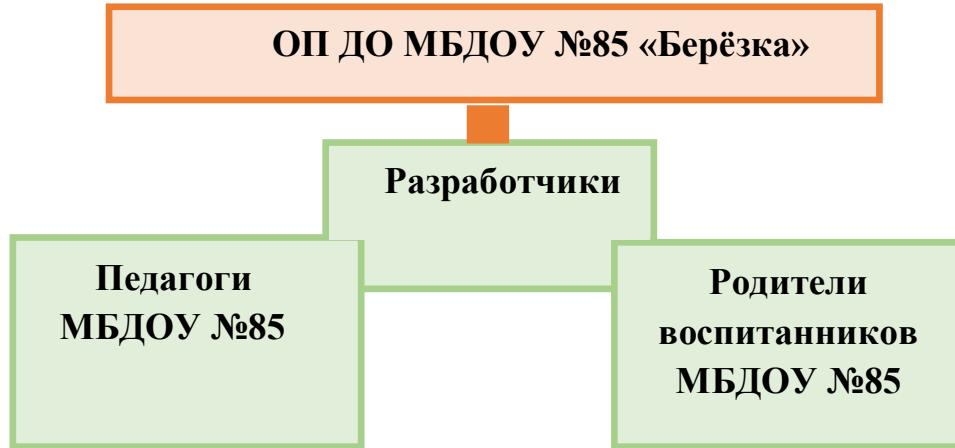 ОП ДО МБДОУ №85 «Берёзка»
Разработчики
Педагоги
МБДОУ №85
Родители
воспитанников
МБДОУ №85